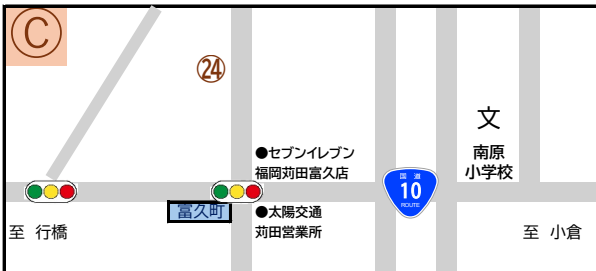 Ⓒ
㉔
●セブンイレブン
福岡苅田富久店
文
南原
小学校
国道
10
ROUTE
富久町
●太陽交通
苅田営業所
至 行橋
至 小倉